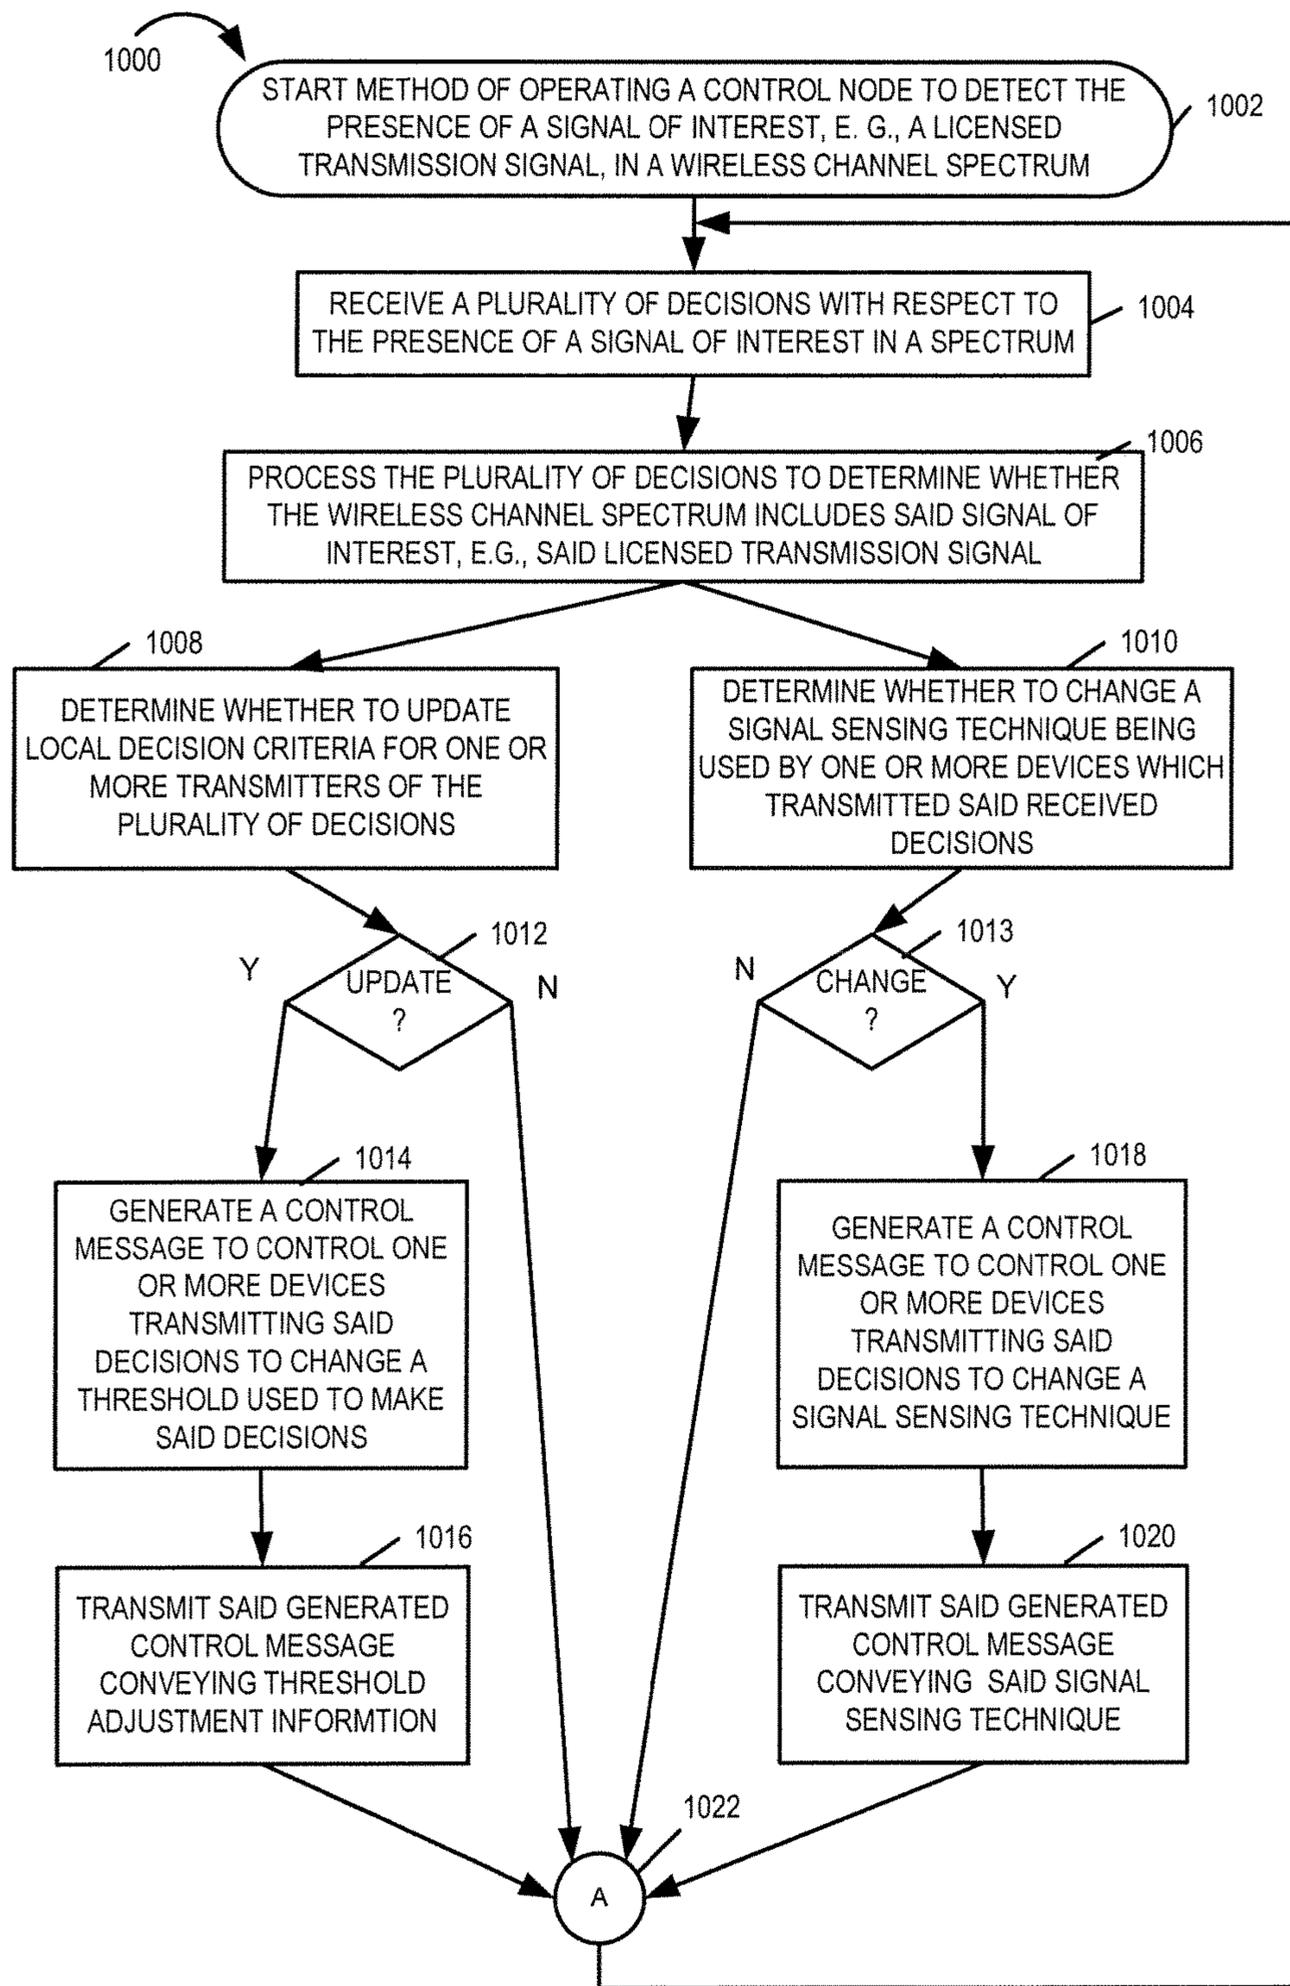 1000
START METHOD OF OPERATING A CONTROL NODE TO DETECT THE
PRESENCE OF A SIGNAL OF INTEREST, E. G., A LICENSED
TRANSMISSION SIGNAL, IN A WIRELESS CHANNEL SPECTRUM
1002
RECEIVE A PLURALITY OF DECISIONS WITH RESPECT TO
THE PRESENCE OF A SIGNAL OF INTEREST IN A SPECTRUM
1004
1006
PROCESS THE PLURALITY OF DECISIONS TO DETERMINE WHETHER
THE WIRELESS CHANNEL SPECTRUM INCLUDES SAID SIGNAL OF
INTEREST, E.G., SAID LICENSED TRANSMISSION SIGNAL
1008
DETERMINE WHETHER TO UPDATE
LOCAL DECISION CRITERIA FOR ONE OR
MORE TRANSMITTERS OF THE
PLURALITY OF DECISIONS
1010
DETERMINE WHETHER TO CHANGE A
SIGNAL SENSING TECHNIQUE BEING
USED BY ONE OR MORE DEVICES WHICH
TRANSMITTED SAID RECEIVED
DECISIONS
1012
Y
UPDATE
?
N
1013
N
CHANGE
?
Y
1014
GENERATE A CONTROL
MESSAGE TO CONTROL ONE
OR MORE DEVICES
TRANSMITTING SAID
DECISIONS TO CHANGE A
THRESHOLD USED TO MAKE
SAID DECISIONS
1018
GENERATE A CONTROL
MESSAGE TO CONTROL ONE
OR MORE DEVICES
TRANSMITTING SAID
DECISIONS TO CHANGE A
SIGNAL SENSING TECHNIQUE
1016
TRANSMIT SAID GENERATED
CONTROL MESSAGE
CONVEYING THRESHOLD
ADJUSTMENT INFORMTION
1020
TRANSMIT SAID GENERATED
CONTROL MESSAGE
CONVEYING SAID SIGNAL
SENSING TECHNIQUE
1022
A